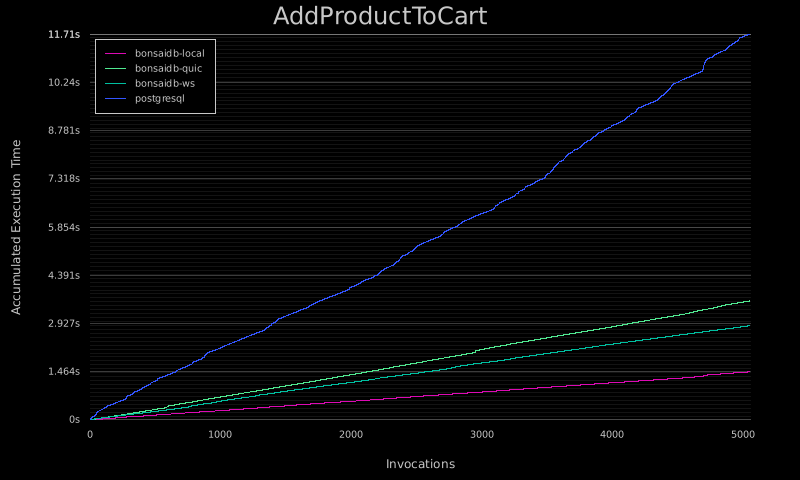 AddProductToCart
11.71s
bonsaidb-local
bonsaidb-quic
bonsaidb-ws
postgresql
10.24s
8.781s
7.318s
5.854s
4.391s
2.927s
1.464s
0s
Accumulated Execution Time
0 1000 2000 3000 4000 5000
Invocations